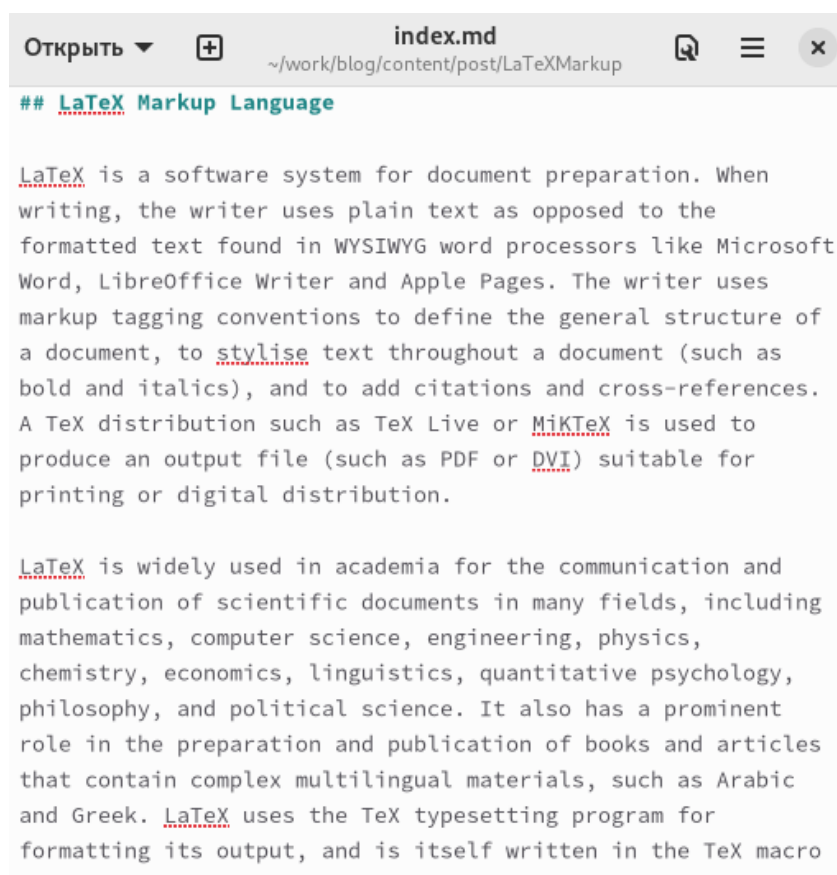 Открыть
index.md
~/work/blog/content/post/LaTeXMarkup
## LaTeX Markup Language
LaTeX is a software system for document preparation. When
writing, the writer uses plain text as opposed to the
formatted text found in WYSIWYG word processors like Microsoft
Word, LibreOffice Writer and Apple Pages. The writer uses
markup tagging conventions to define the general structure of
a document, to stylise text throughout a document (such as
bold and italics), and to add citations and cross-references.
A TeX distribution such as TeX Live or MiKTeX is used to
produce an output file (such as PDF or DVI) suitable for
printing or digital distribution.
LaTeX is widely used in academia for the communication and
publication of scientific documents in many fields, including
mathematics, computer science, engineering, physics,
chemistry, economics, linguistics, quantitative psychology,
philosophy, and political science. It also has a prominent
role in the preparation and publication of books and articles
that contain complex multilingual materials, such as Arabic
and Greek. LaTeX uses the TeX typesetting program for
formatting its output, and is itself written in the TeX macro